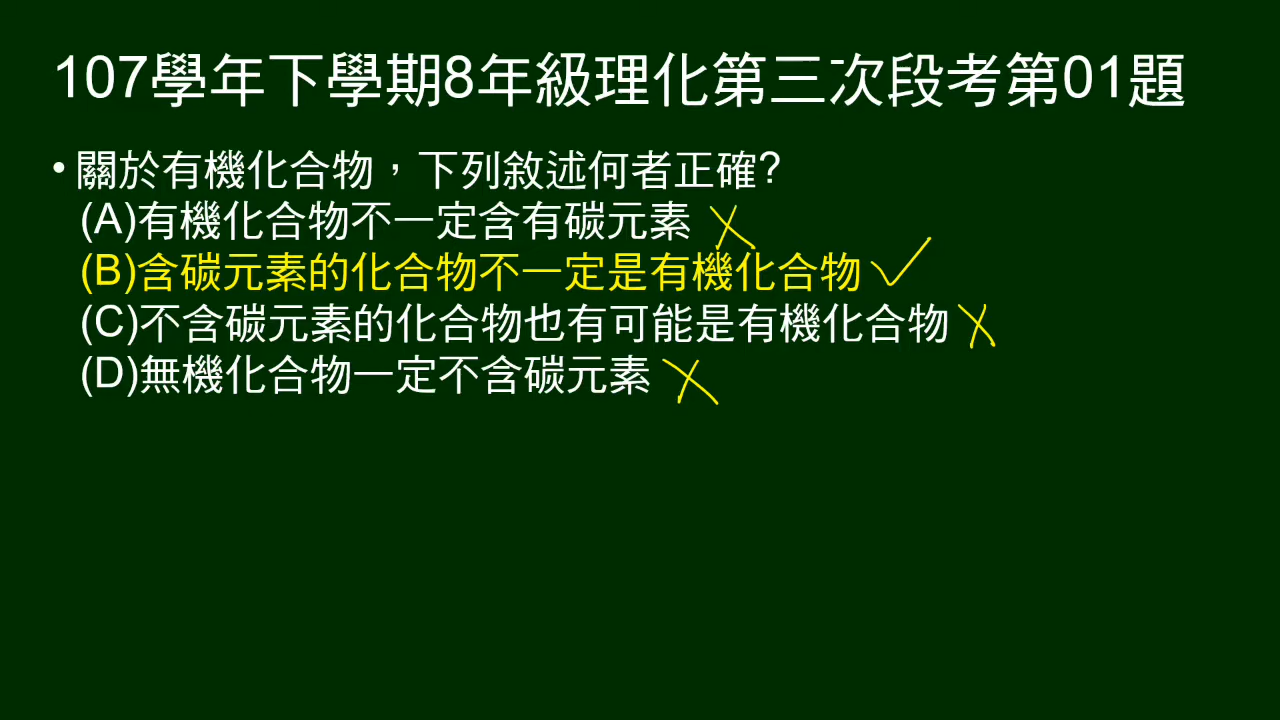 107學年下學期8年級理化第三次段考第01題
•關於有機化合物，下列敘述何者正確?
(A)有機化合物不一定含有碳元素
(B)含碳元素的化合物不一定是有機化合物
(C)不含碳元素的化合物也有可能是有機化合物
(D)無機化合物一定不含碳元素